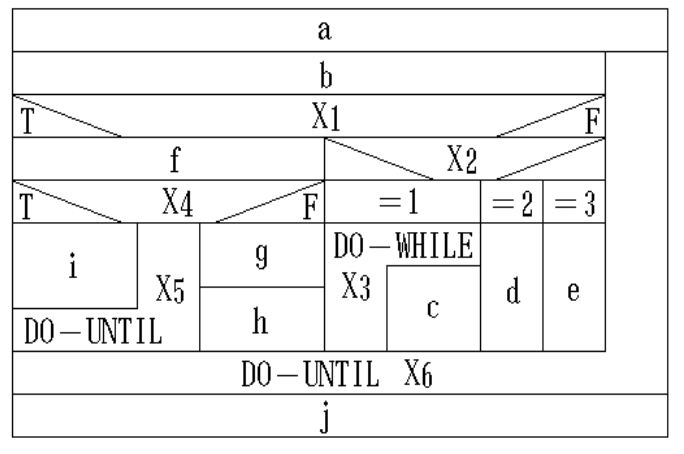 a
b
T X1 F
f X2
T X4 F =1 =2 =3
i X5 g DO-WHILE X3 c d e
DO-UNTIL h
DO-UNTIL X6
j